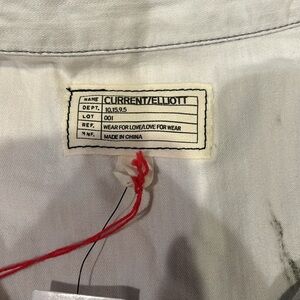 NAME CURRENT/ELLIOTT
DEPT. 10.15.9.5
LOT 001
REF. WEAR FOR LOVE/LOVE FOR WEAR
MNF. MADE IN CHINA